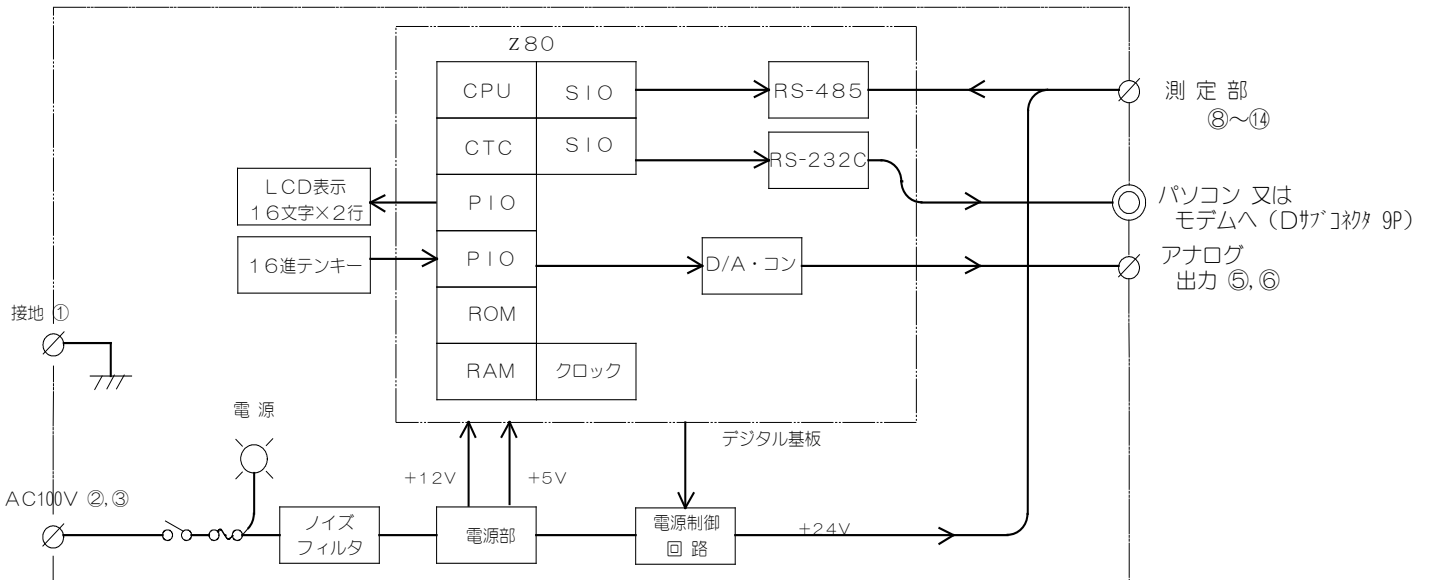 Z80
CPU
SIO
RS-485
測定部
⑧~⑭
CTC
SIO
RS-232C
LCD表示
16文字×2行
PIO
パソコン 又は
モデムへ (Dサブコネクタ 9P)
16進テンキー
PIO
D/A・コン
アナログ
出力 ⑤,⑥
ROM
接地 ①
RAM
クロック
電源
デジタル基板
+12V
+5V
AC100V ②,③
ノイズ
フィルタ
電源部
電源制御
回路
+24V